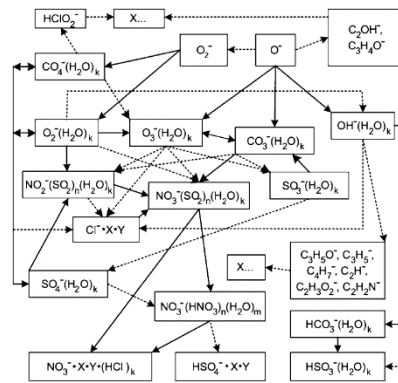 HClO₂⁻
X...
C₂OH⁻,
C₃H₄O⁻
O₂⁻
O⁻
CO₄⁻(H₂O)ₖ
O₂⁻(H₂O)ₖ
O₃⁻(H₂O)ₖ
CO₃⁻(H₂O)ₖ
OH⁻(H₂O)ₖ
NO₂⁻(SO₂)ₙ(H₂O)ₖ
NO₃⁻(SO₂)ₙ(H₂O)ₖ
SO₃⁻(H₂O)ₖ
Cl⁻•X•Y
SO₄⁻(H₂O)ₖ
X...
C₃H₅O⁻, C₃H₅⁻,
C₄H₇⁻, C₂H⁻,
C₂H₃O₂⁻, C₂H₂N⁻
NO₃⁻(HNO₃)ₙ(H₂O)ₘ
HCO₃⁻(H₂O)ₖ
NO₃⁻•X•Y•(HCl)ₖ
HSO₄⁻•X•Y
HSO₃⁻(H₂O)ₖ